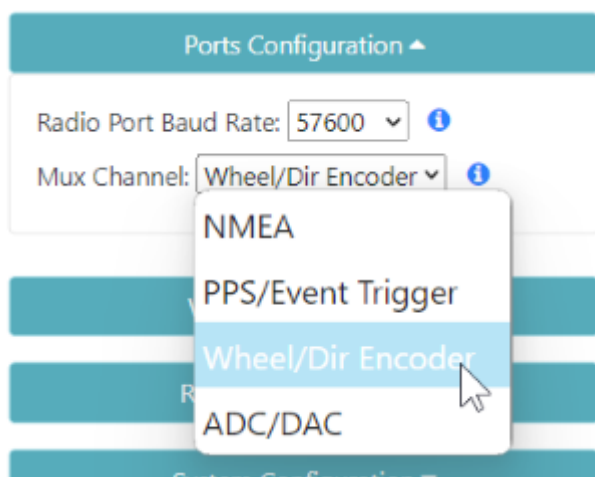 Ports Configuration
Radio Port Baud Rate: 57600
Mux Channel: Wheel/Dir Encoder
NMEA
PPS/Event Trigger
Wheel/Dir Encoder
ADC/DAC